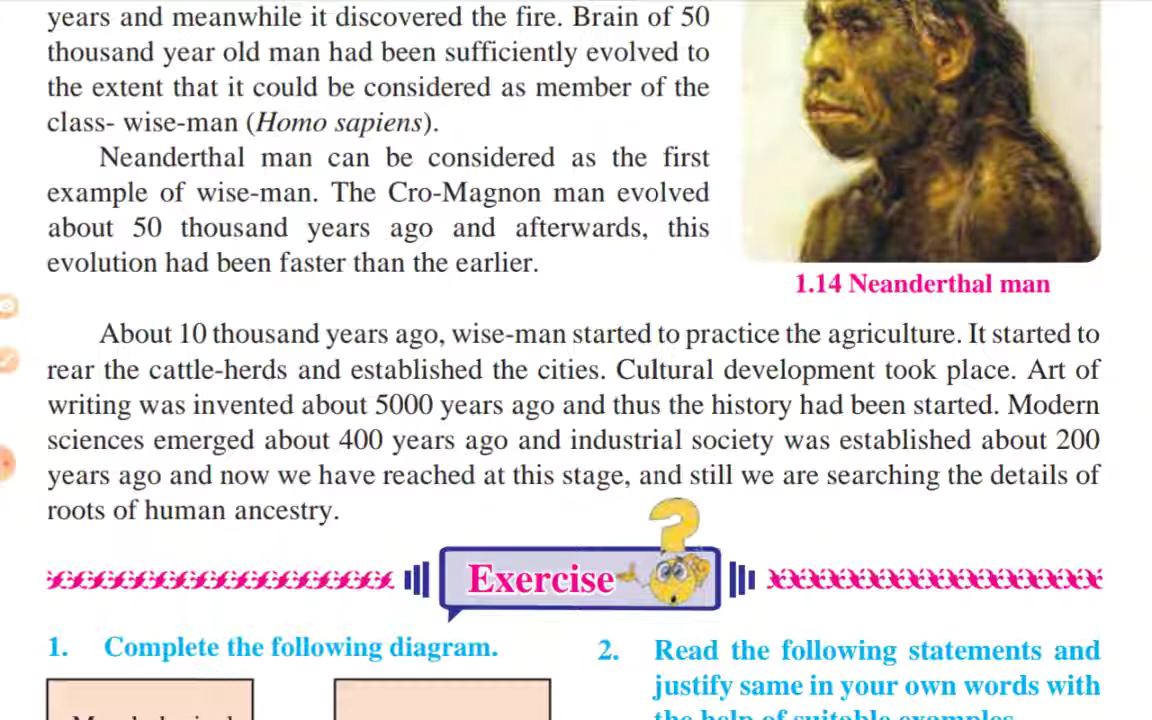 years and meanwhile it discovered the fire. Brain of 50
thousand year old man had been sufficiently evolved to
the extent that it could be considered as member of the
class- wise-man (Homo sapiens).
Neanderthal man can be considered as the first
example of wise-man. The Cro-Magnon man evolved
about 50 thousand years ago and afterwards, this
evolution had been faster than the earlier.
1.14 Neanderthal man
About 10 thousand years ago, wise-man started to practice the agriculture. It started to
rear the cattle-herds and established the cities. Cultural development took place. Art of
writing was invented about 5000 years ago and thus the history had been started. Modern
sciences emerged about 400 years ago and industrial society was established about 200
years ago and now we have reached at this stage, and still we are searching the details of
roots of human ancestry.
Exercise
1. Complete the following diagram.
2. Read the following statements and
justify same in your own words with
the help of suitable examples.